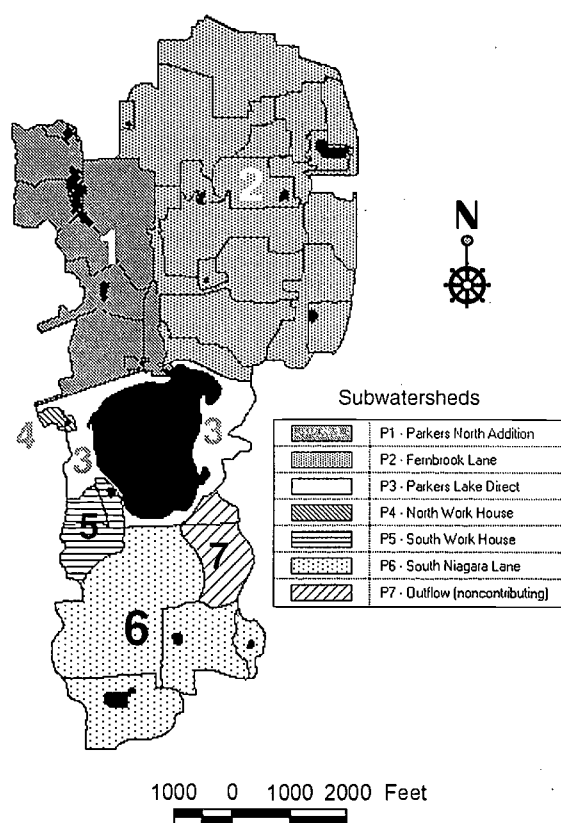 2
N
1
Subwatersheds
4
3
3
P1 - Parkers North Addition
P2 - Fernbrook Lane
P3 - Parkers Lake Direct
P4 - North Work House
P5 - South Work House
P6 - South Niagara Lane
P7 - Outflow (noncontributing)
5
7
6
1000 0 1000 2000 Feet